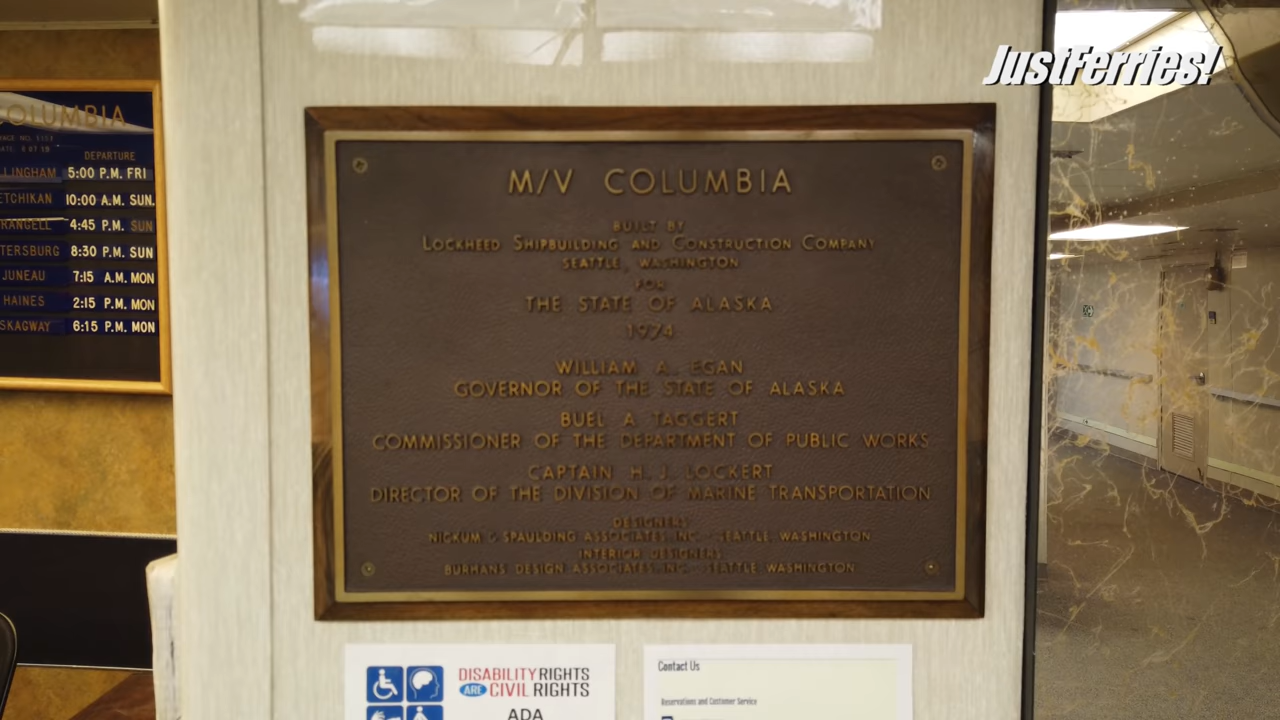 JustFerries!
COLUMBIA
DEPARTURE
LLINGHAM 5:00 P.M. FRI
ETCHIKAN 10:00 A.M. SUN.
RANGELL 4:45 P.M. SUN
TERSBURG 8:30 P.M. SUN
JUNEAU 7:15 A.M. MON
HAINES 2:15 P.M. MON
SKAGWAY 6:15 P.M. MON
M/V COLUMBIA
BUILT BY
LOCKHEED SHIPBUILDING AND CONSTRUCTION COMPANY
SEATTLE, WASHINGTON
FOR
THE STATE OF ALASKA
1974
WILLIAM A. EGAN
GOVERNOR OF THE STATE OF ALASKA
BUEL A TAGGERT
COMMISSIONER OF THE DEPARTMENT OF PUBLIC WORKS
CAPTAIN H. J. LOCKERT
DIRECTOR OF THE DIVISION OF MARINE TRANSPORTATION
DESIGNERS
NICKUM & SPAULDING ASSOCIATES, INC. - SEATTLE, WASHINGTON
INTERIOR DESIGNERS
BURHANS DESIGN ASSOCIATES, INC. - SEATTLE, WASHINGTON
DISABILITY RIGHTS
ARE CIVIL RIGHTS
ADA
Contact Us
Reservations and Customer Service